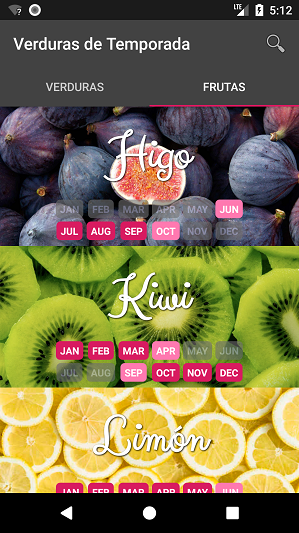 5:12
Verduras de Temporada
VERDURAS FRUTAS
Higo
JAN FEB MAR APR MAY JUN
JUL AUG SEP OCT NOV DEC
Kiwi
JAN FEB MAR APR MAY JUN
JUL AUG SEP OCT NOV DEC
Limón
JAN FEB MAR APR MAY JUN